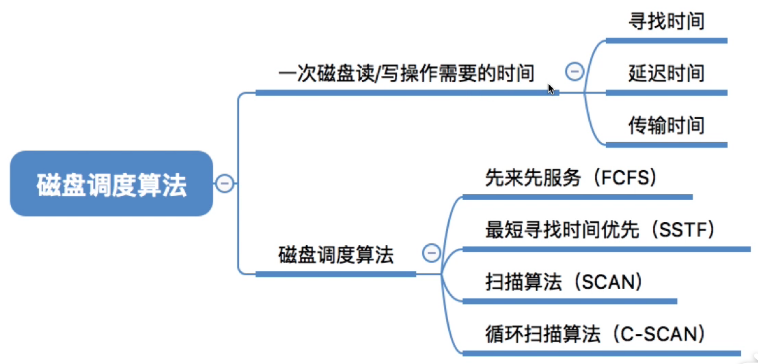 磁盘调度算法
一次磁盘读/写操作需要的时间
寻找时间
延迟时间
传输时间
磁盘调度算法
先来先服务（FCFS）
最短寻找时间优先（SSTF）
扫描算法（SCAN）
循环扫描算法（C-SCAN）